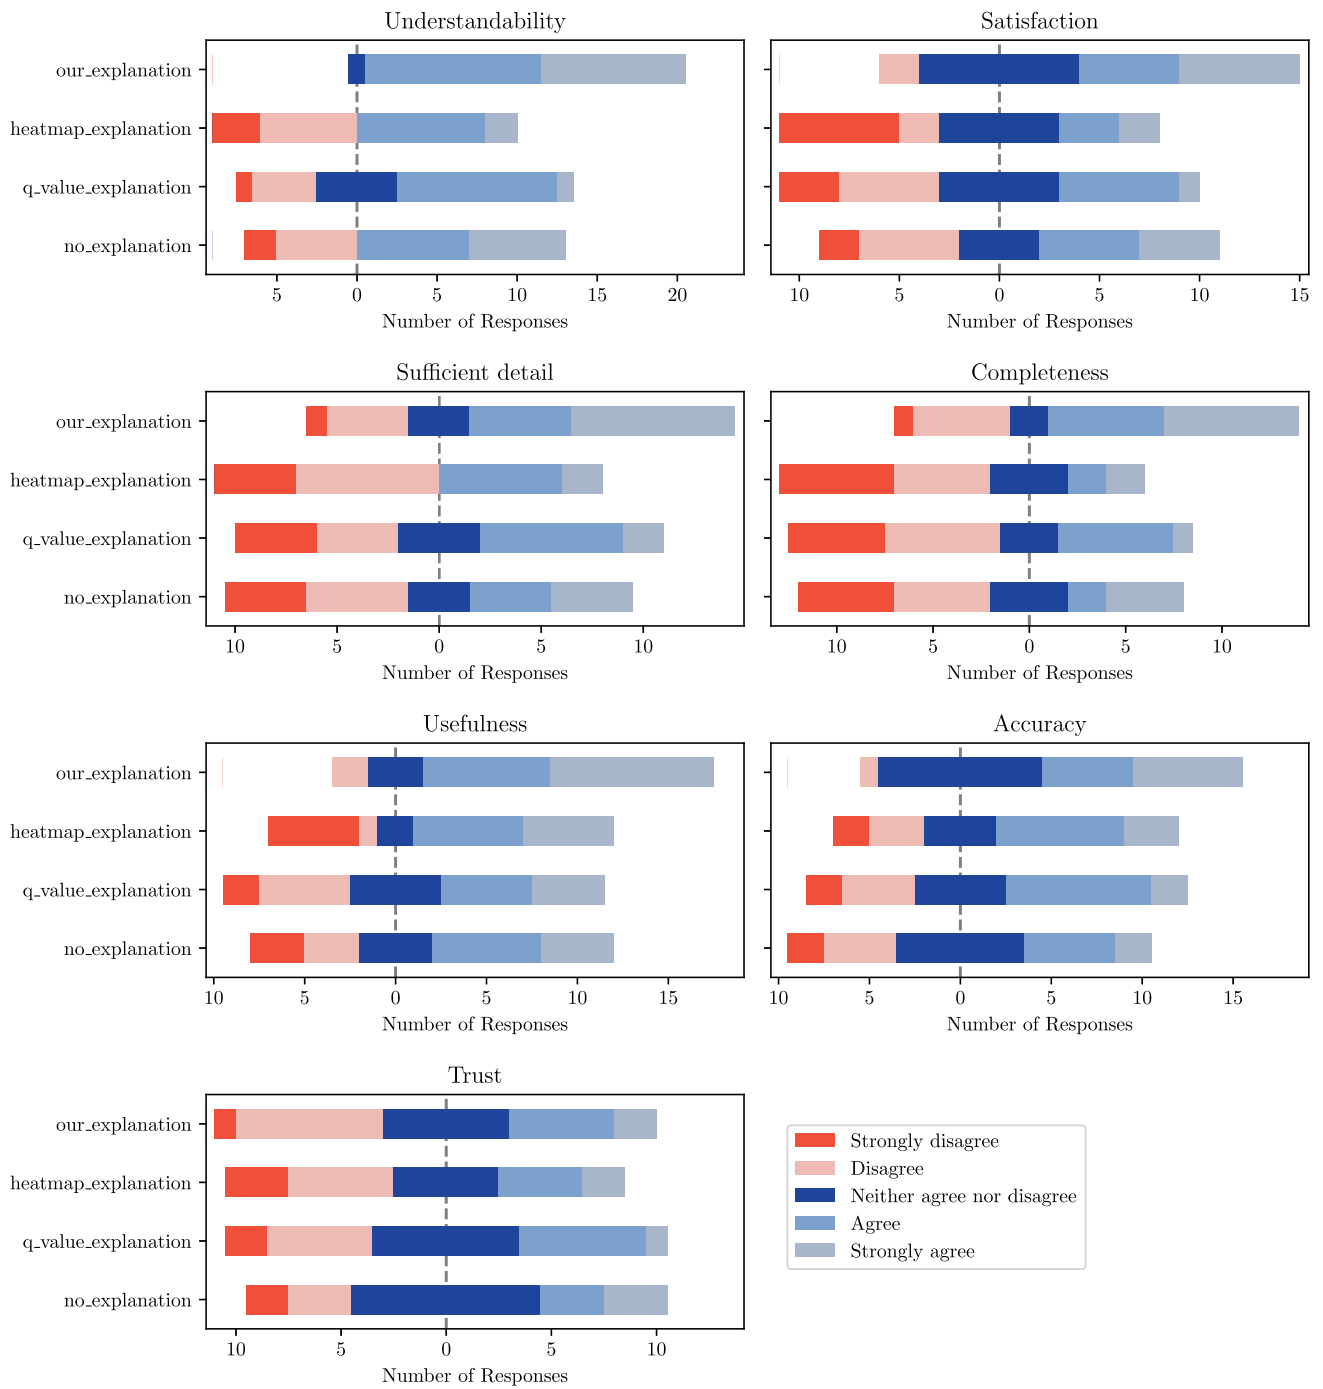 Understandability
Satisfaction
our_explanation
heatmap_explanation
q_value_explanation
no_explanation
5 0 5 10 15 20
10 5 0 5 10 15
Number of Responses
Number of Responses
Sufficient detail
Completeness
our_explanation
heatmap_explanation
q_value_explanation
no_explanation
10 5 0 5 10
10 5 0 5 10
Number of Responses
Number of Responses
Usefulness
Accuracy
our_explanation
heatmap_explanation
q_value_explanation
no_explanation
10 5 0 5 10 15
10 5 0 5 10 15
Number of Responses
Number of Responses
Trust
our_explanation
heatmap_explanation
q_value_explanation
no_explanation
10 5 0 5 10
Number of Responses
Strongly disagree
Disagree
Neither agree nor disagree
Agree
Strongly agree